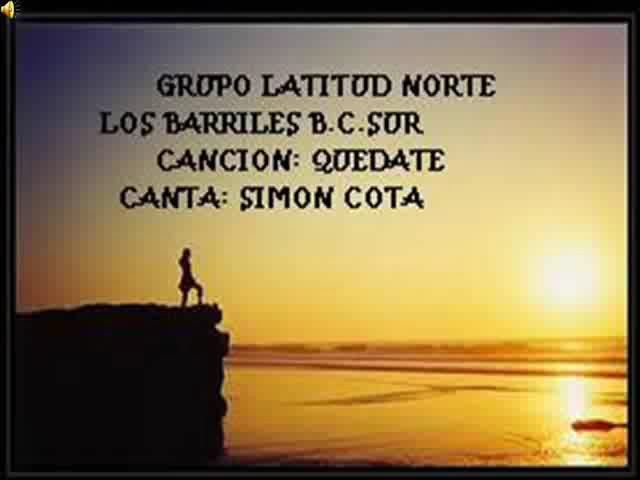 GRUPO LATITUD NORTE
LOS BARRILES B.C.SUR
CANCION: QUEDATE
CANTA: SIMON COTA